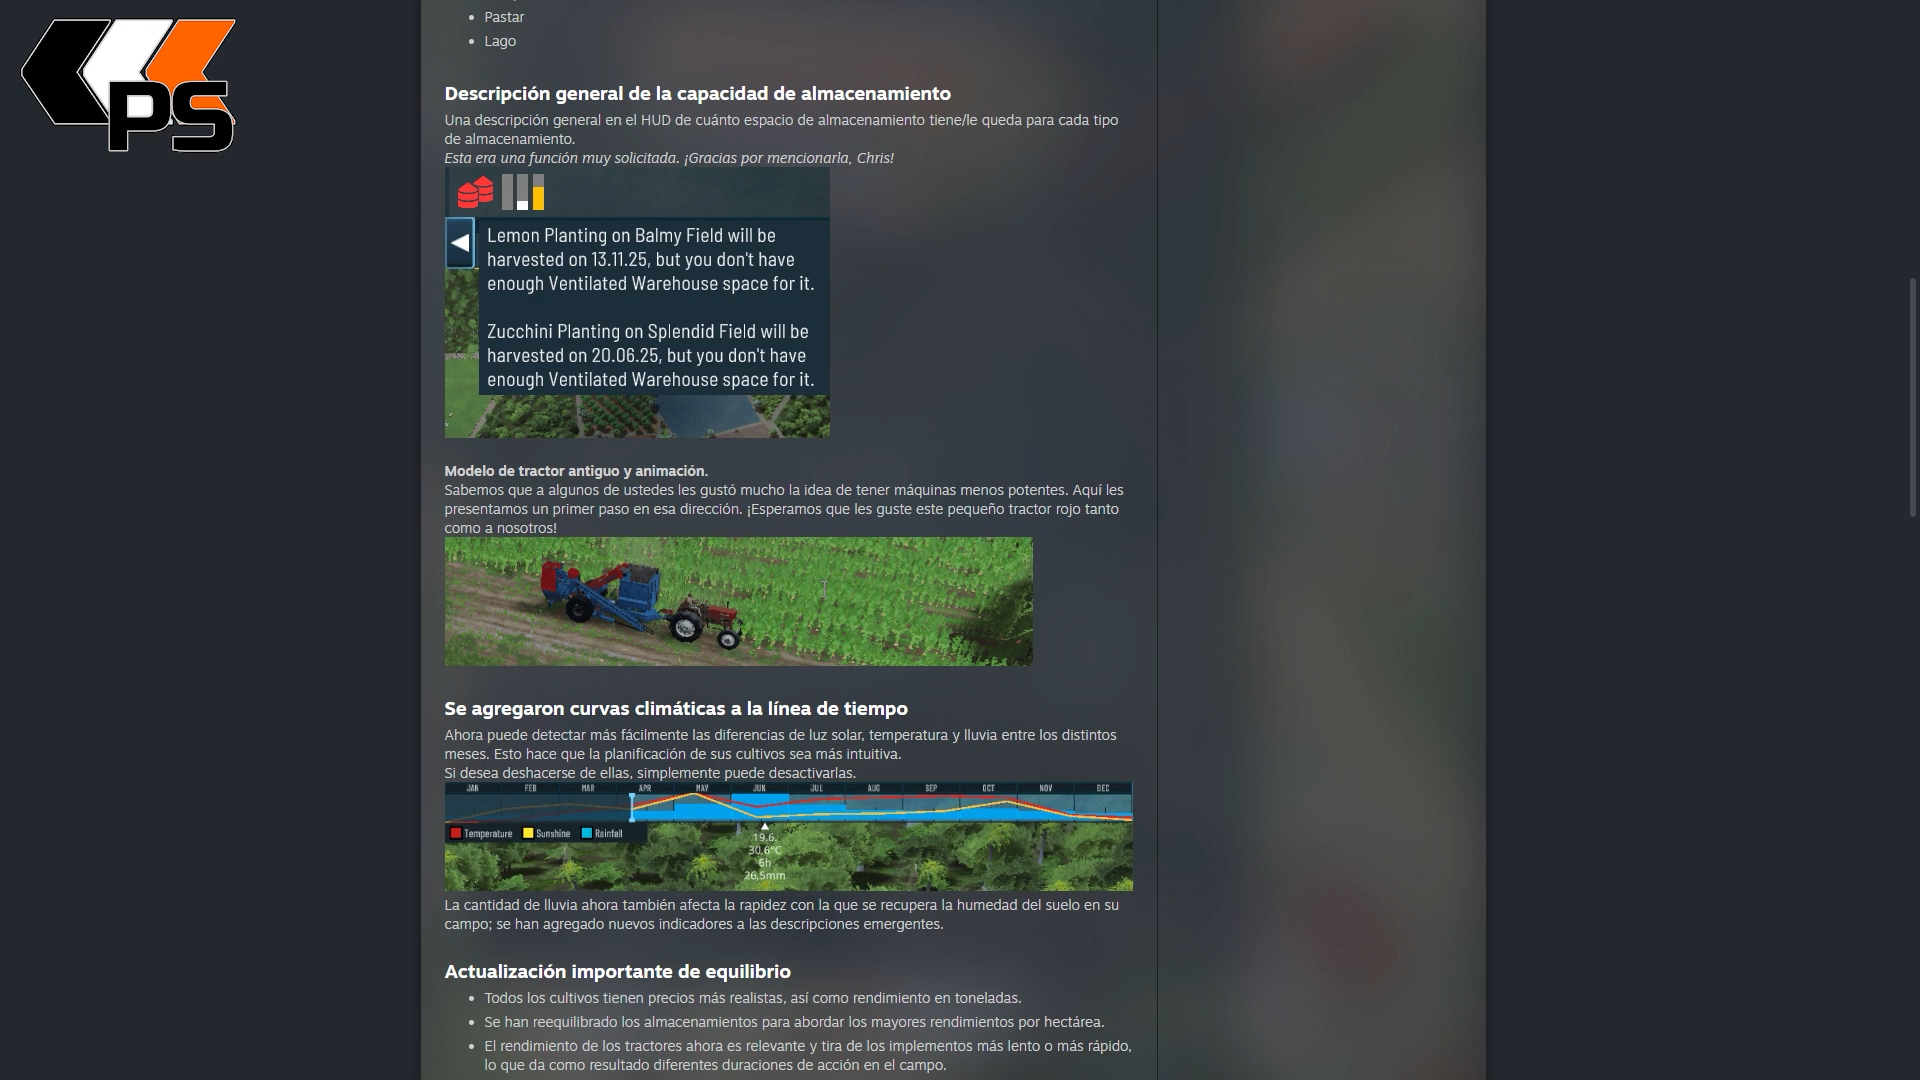 PS
Pastar
Lago
Descripción general de la capacidad de almacenamiento
Una descripción general en el HUD de cuánto espacio de almacenamiento tiene/le queda para cada tipo
de almacenamiento.
Esta era una función muy solicitada. ¡Gracias por mencionarla, Chris!
Lemon Planting on Balmy Field will be
harvested on 13.11.25, but you don't have
enough Ventilated Warehouse space for it.
Zucchini Planting on Splendid Field will be
harvested on 20.06.25, but you don't have
enough Ventilated Warehouse space for it.
Modelo de tractor antiguo y animación.
Sabemos que a algunos de ustedes les gustó mucho la idea de tener máquinas menos potentes. Aquí les
presentamos un primer paso en esa dirección. ¡Esperamos que les guste este pequeño tractor rojo tanto
como a nosotros!
Se agregaron curvas climáticas a la línea de tiempo
Ahora puede detectar más fácilmente las diferencias de luz solar, temperatura y lluvia entre los distintos
meses. Esto hace que la planificación de sus cultivos sea más intuitiva.
Si desea deshacerse de ellas, simplemente puede desactivarlas.
JAN FEB MAR APR MAY JUN JUL AUG SEP OCT NOV DEC
Temperature Sunshine Rainfall
19.6.
30,6°C
6h
26,5mm
La cantidad de lluvia ahora también afecta la rapidez con la que se recupera la humedad del suelo en su
campo; se han agregado nuevos indicadores a las descripciones emergentes.
Actualización importante de equilibrio
Todos los cultivos tienen precios más realistas, así como rendimiento en toneladas.
Se han reequilibrado los almacenamientos para abordar los mayores rendimientos por hectárea.
El rendimiento de los tractores ahora es relevante y tira de los implementos más lento o más rápido,
lo que da como resultado diferentes duraciones de acción en el campo.